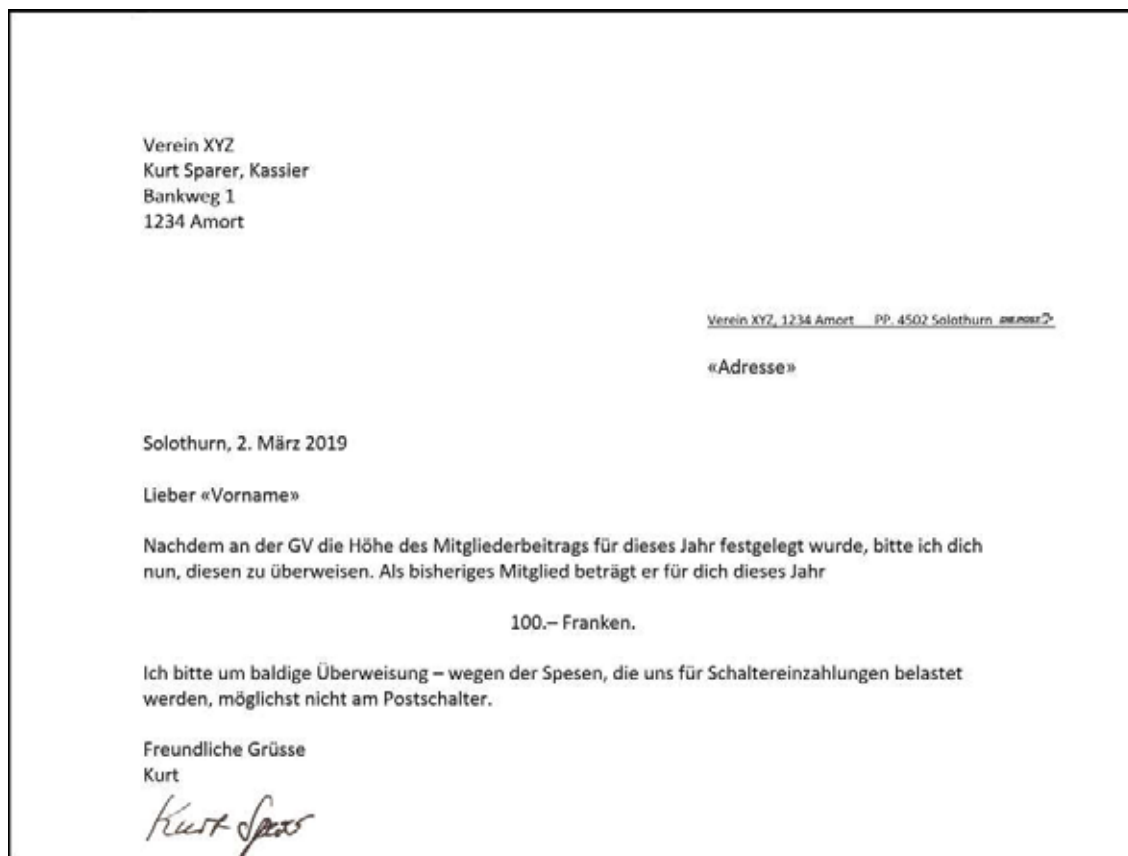 Verein XYZ
Kurt Sparer, Kassier
Bankweg 1
1234 Amort
Verein XYZ, 1234 Amort PP. 4502 Solothurn DIE POST
«Adresse»
Solothurn, 2. März 2019
Lieber «Vorname»
Nachdem an der GV die Höhe des Mitgliederbeitrags für dieses Jahr festgelegt wurde, bitte ich dich
nun, diesen zu überweisen. Als bisheriges Mitglied beträgt er für dich dieses Jahr
100.– Franken.
Ich bitte um baldige Überweisung – wegen der Spesen, die uns für Schaltereinzahlungen belastet
werden, möglichst nicht am Postschalter.
Freundliche Grüsse
Kurt
Kurt